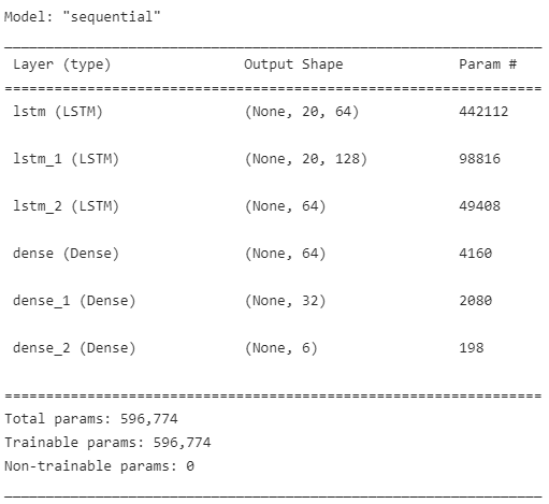 Model: "sequential"
_________________________________________________________________
Layer (type) Output Shape Param #
=================================================================
lstm (LSTM) (None, 20, 64) 442112
lstm_1 (LSTM) (None, 20, 128) 98816
lstm_2 (LSTM) (None, 64) 49408
dense (Dense) (None, 64) 4160
dense_1 (Dense) (None, 32) 2080
dense_2 (Dense) (None, 6) 198
=================================================================
Total params: 596,774
Trainable params: 596,774
Non-trainable params: 0
_________________________________________________________________